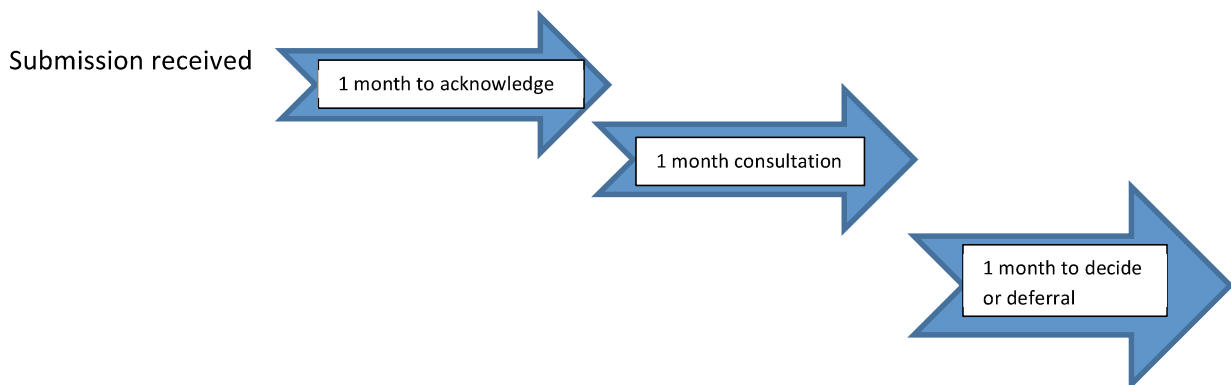 Submission received
1 month to acknowledge
1 month consultation
1 month to decide
or deferral